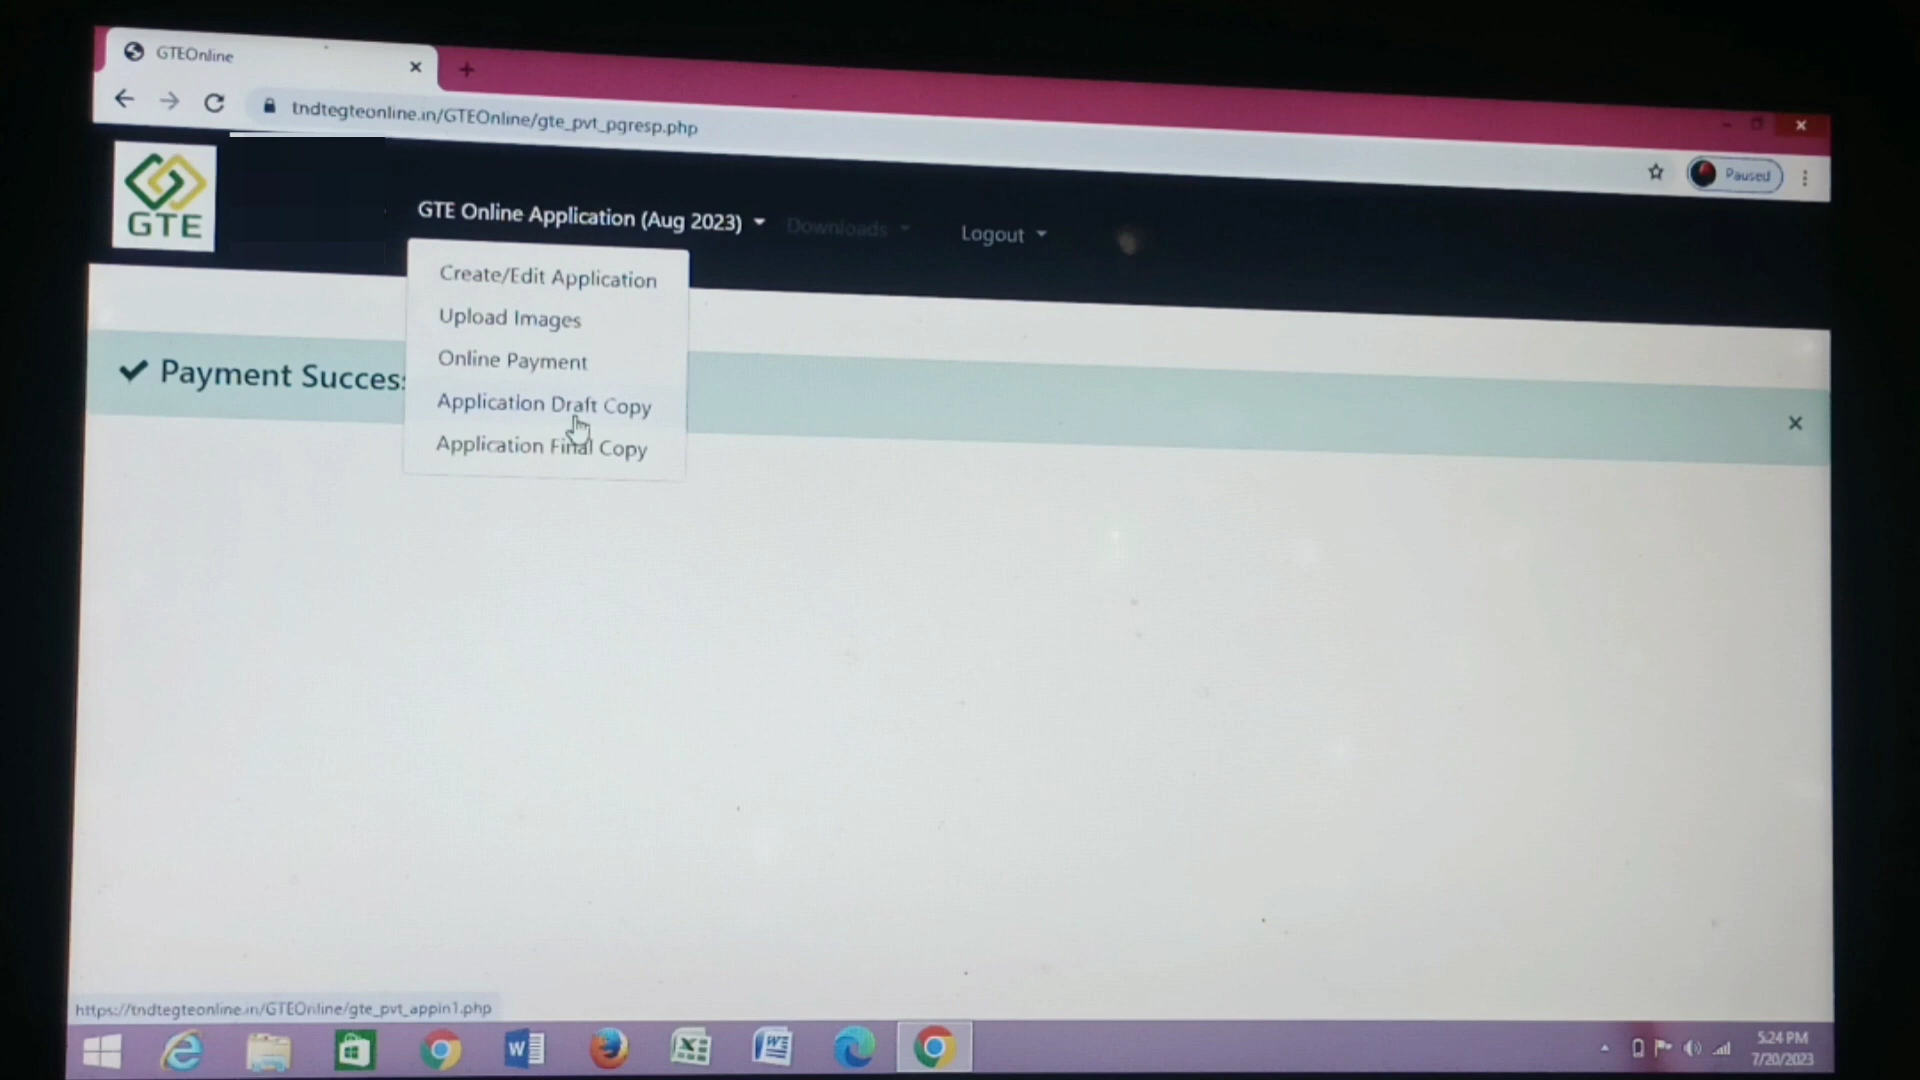 GTEOnline
tndtegteonline.in/GTEOnline/gte_pvt_pgresp.php
Paused
GTE
GTE Online Application (Aug 2023)
Downloads
Logout
Create/Edit Application
Upload Images
Online Payment
Application Draft Copy
Application Final Copy
Payment Success
https://tndtegteonline.in/GTEOnline/gte_pvt_appin1.php
5:24 PM
7/20/2023